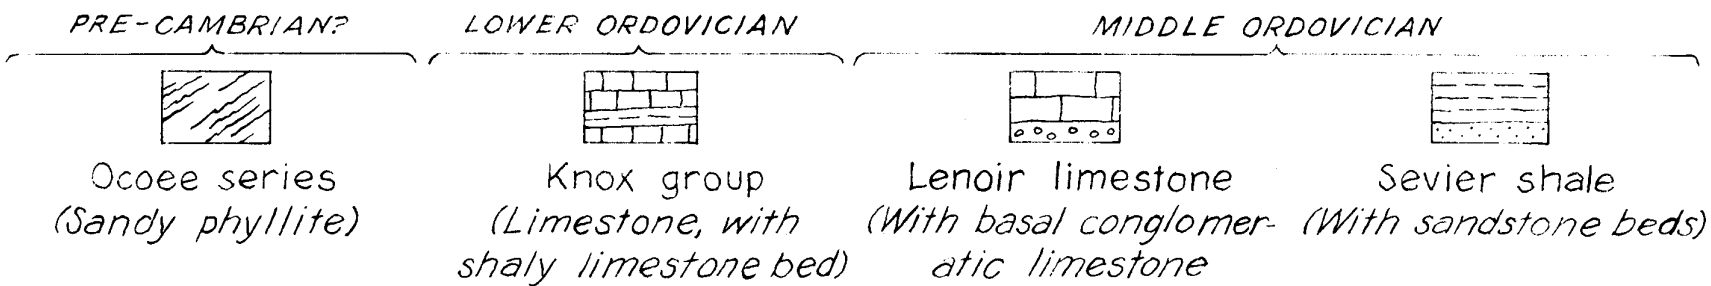 PRE-CAMBRIAN? LOWER ORDOVICIAN MIDDLE ORDOVICIAN
Ocoee series
(Sandy phyllite)
Knox group
(Limestone, with
shaly limestone bed)
Lenoir limestone
(With basal conglomer-
atic limestone
Sevier shale
(With sandstone beds)